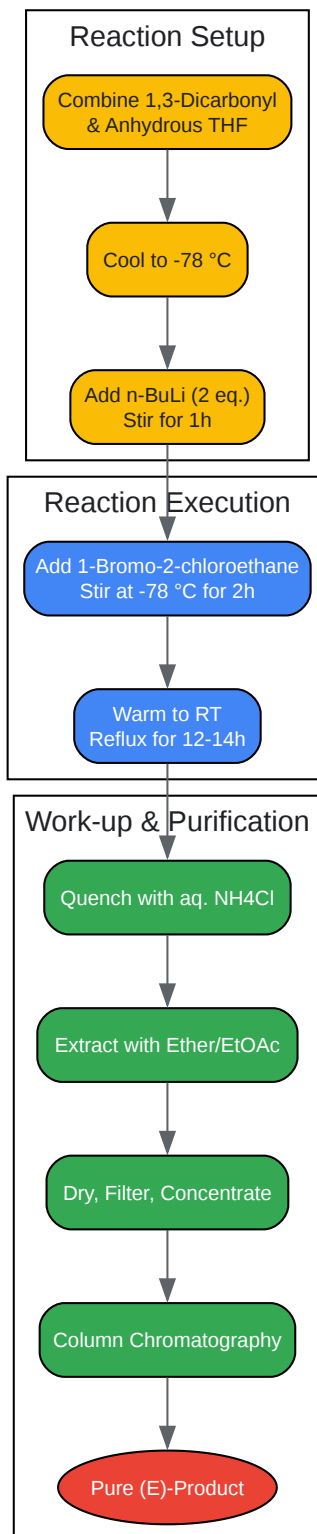 Reaction Setup
Combine 1,3-Dicarbonyl
& Anhydrous THF
Cool to -78 °C
Add n-BuLi (2 eq.)
Stir for 1h
Reaction Execution
Add 1-Bromo-2-chloroethane
Stir at -78 °C for 2h
Warm to RT
Reflux for 12-14h
Work-up & Purification
Quench with aq. NH4Cl
Extract with Ether/EtOAc
Dry, Filter, Concentrate
Column Chromatography
Pure (E)-Product